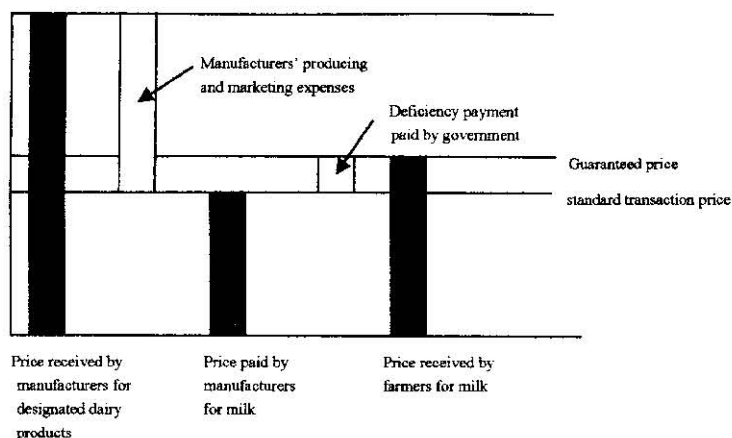 Manufacturers' producing
and marketing expenses
Deficiency payment
paid by government
Guaranteed price
standard transaction price
Price received by
manufacturers for
designated dairy
products
Price paid by
manufacturers
for milk
Price received by
farmers for milk